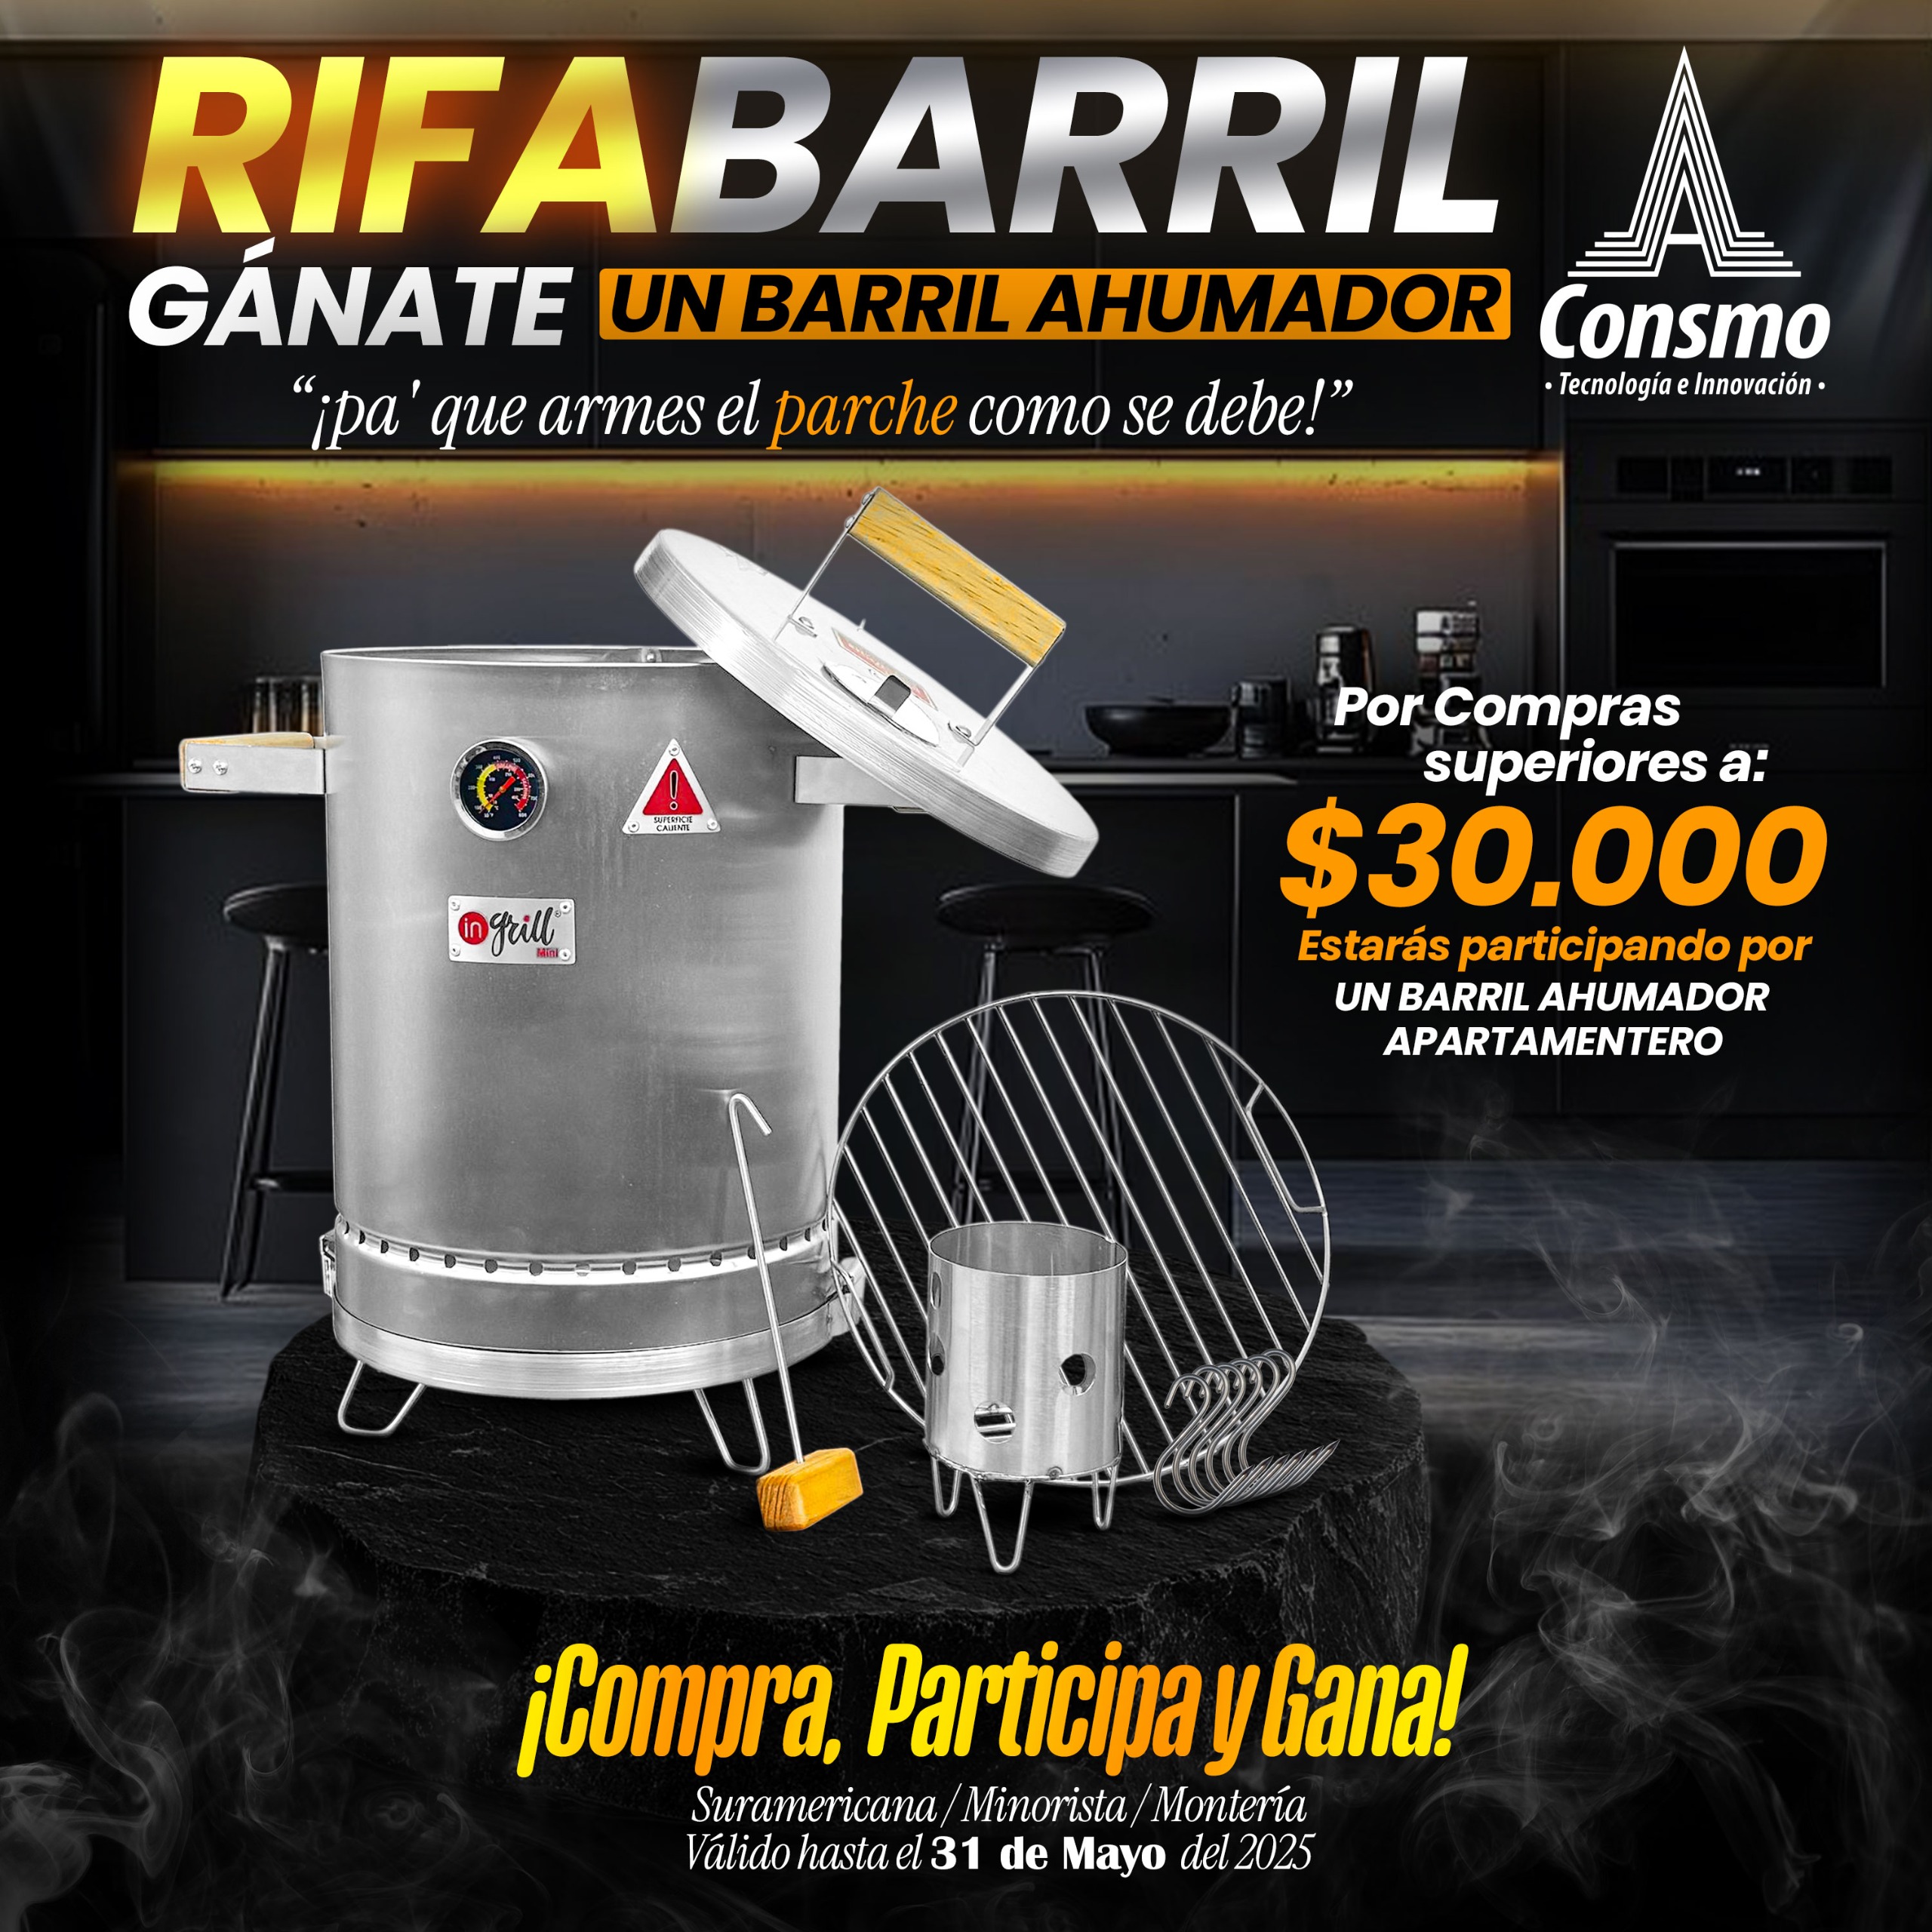 RIFABARRIL
GÁNATE UN BARRIL AHUMADOR
“¡pa' que armes el parche como se debe!”
Consmo
• Tecnología e Innovación •
Por Compras
superiores a:
$30.000
Estarás participando por
UN BARRIL AHUMADOR
APARTAMENTERO
SUPERFICIE
CALIENTE
in grill
Mini
¡Compra, Participa y Gana!
Suramericana / Minorista / Montería
Válido hasta el 31 de Mayo del 2025